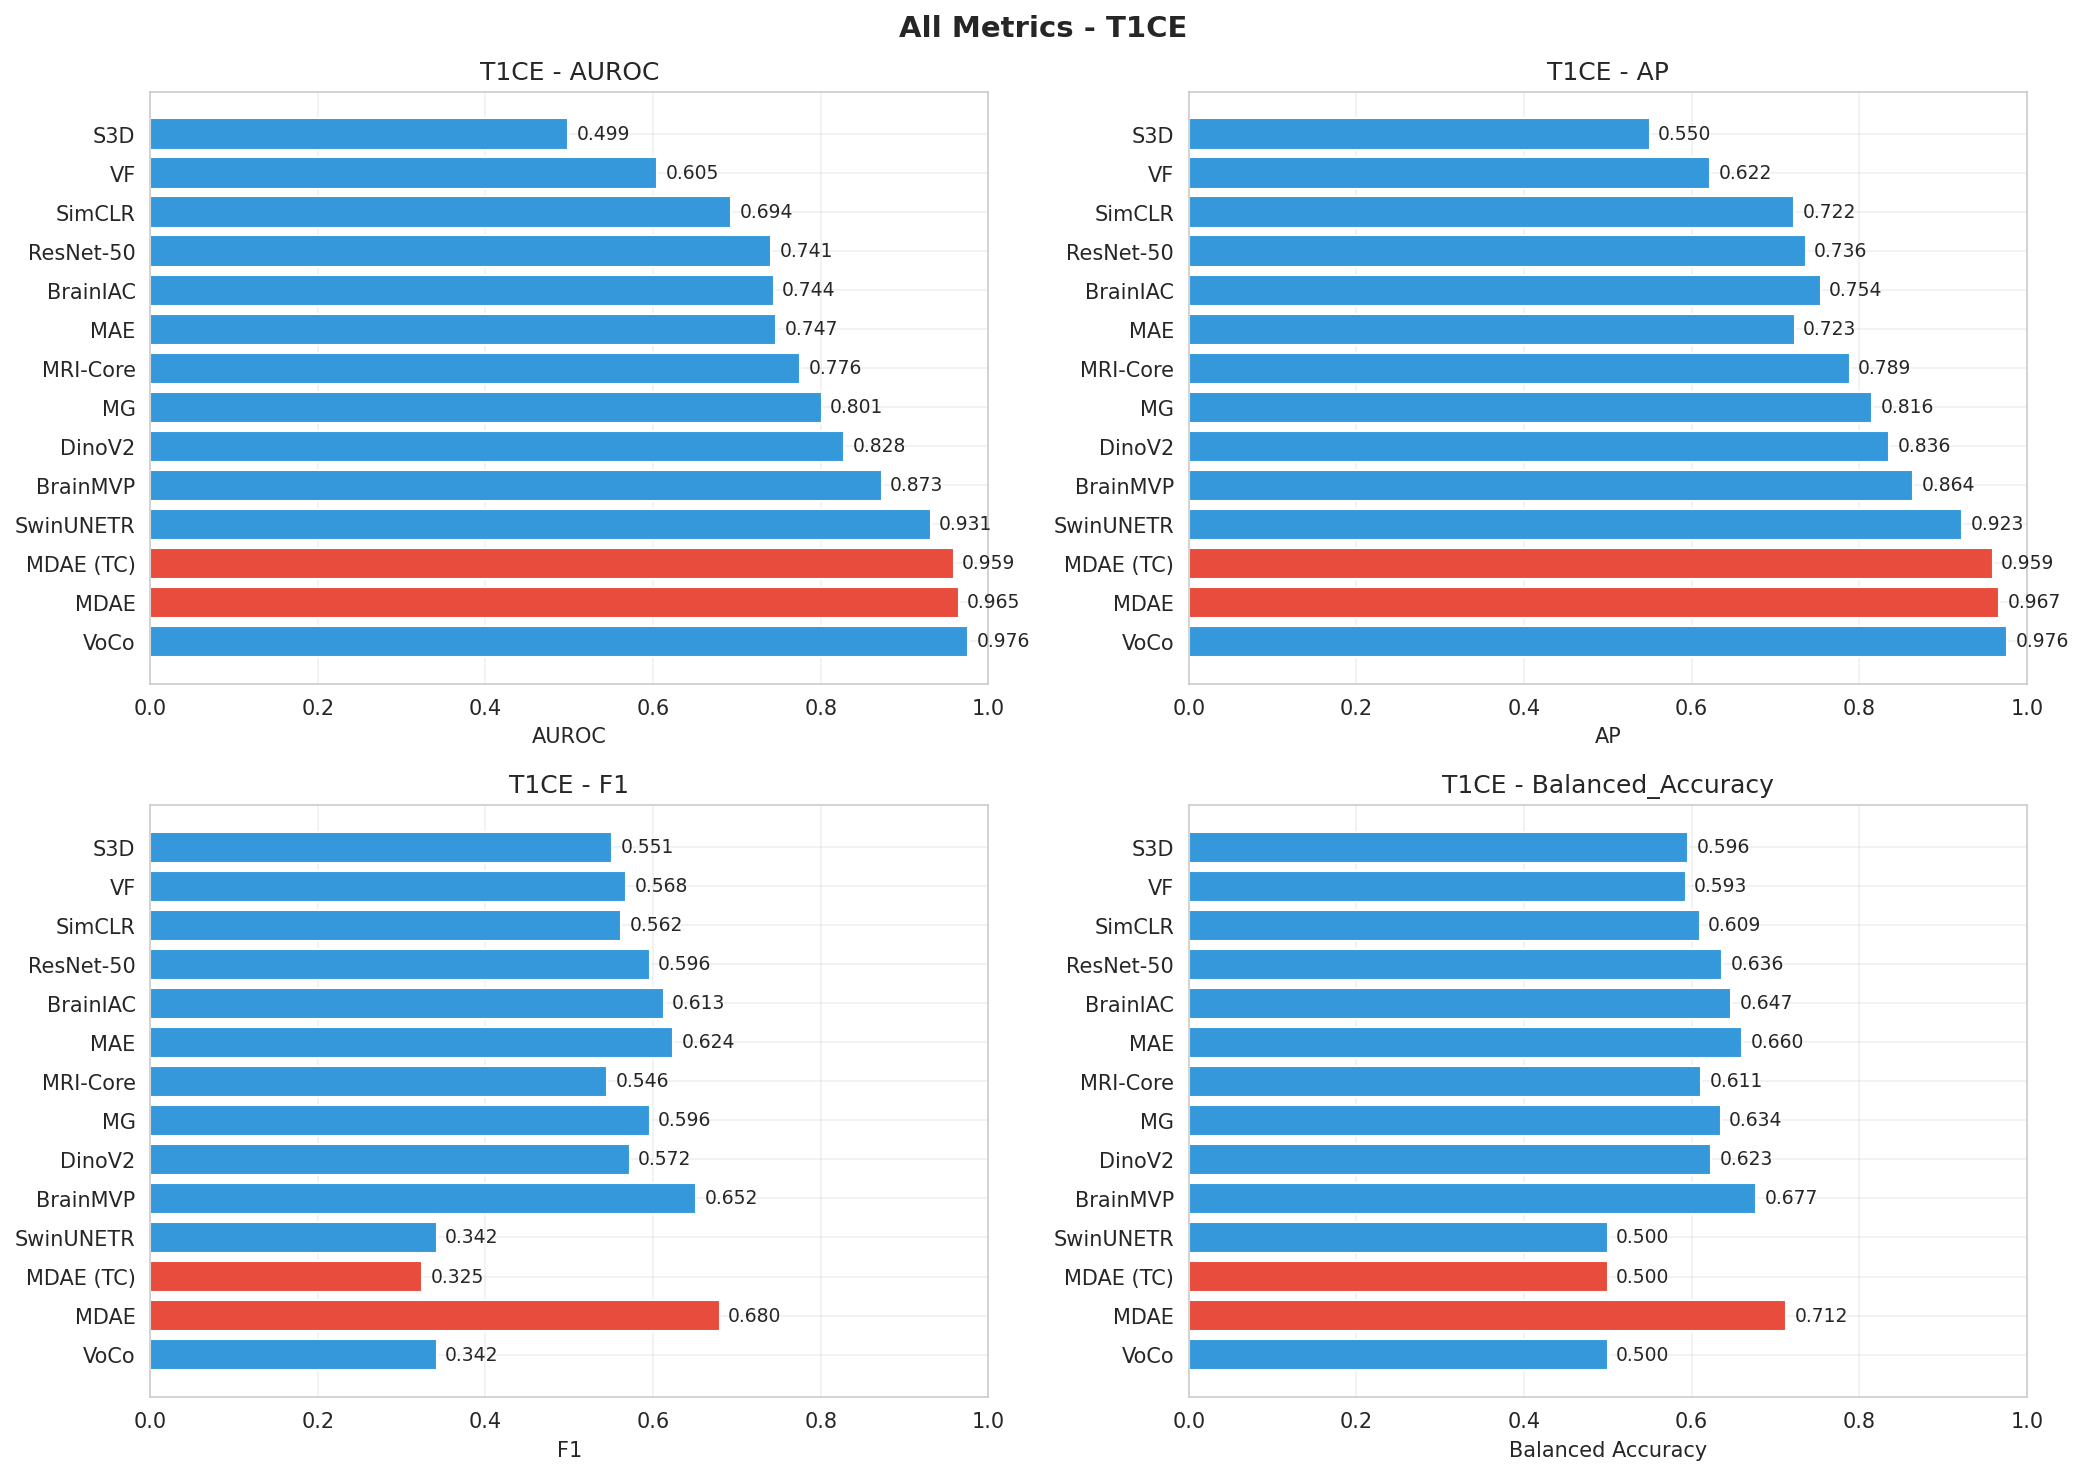 All Metrics - T1CE
T1CE - AUROC
S3D 0.499
VF 0.605
SimCLR 0.694
ResNet-50 0.741
BrainIAC 0.744
MAE 0.747
MRI-Core 0.776
MG 0.801
DinoV2 0.828
BrainMVP 0.873
SwinUNETR 0.931
MDAE (TC) 0.959
MDAE 0.965
VoCo 0.976
0.0 0.2 0.4 0.6 0.8 1.0
AUROC
T1CE - AP
S3D 0.550
VF 0.622
SimCLR 0.722
ResNet-50 0.736
BrainIAC 0.754
MAE 0.723
MRI-Core 0.789
MG 0.816
DinoV2 0.836
BrainMVP 0.864
SwinUNETR 0.923
MDAE (TC) 0.959
MDAE 0.967
VoCo 0.976
0.0 0.2 0.4 0.6 0.8 1.0
AP
T1CE - F1
S3D 0.551
VF 0.568
SimCLR 0.562
ResNet-50 0.596
BrainIAC 0.613
MAE 0.624
MRI-Core 0.546
MG 0.596
DinoV2 0.572
BrainMVP 0.652
SwinUNETR 0.342
MDAE (TC) 0.325
MDAE 0.680
VoCo 0.342
0.0 0.2 0.4 0.6 0.8 1.0
F1
T1CE - Balanced_Accuracy
S3D 0.596
VF 0.593
SimCLR 0.609
ResNet-50 0.636
BrainIAC 0.647
MAE 0.660
MRI-Core 0.611
MG 0.634
DinoV2 0.623
BrainMVP 0.677
SwinUNETR 0.500
MDAE (TC) 0.500
MDAE 0.712
VoCo 0.500
0.0 0.2 0.4 0.6 0.8 1.0
Balanced Accuracy